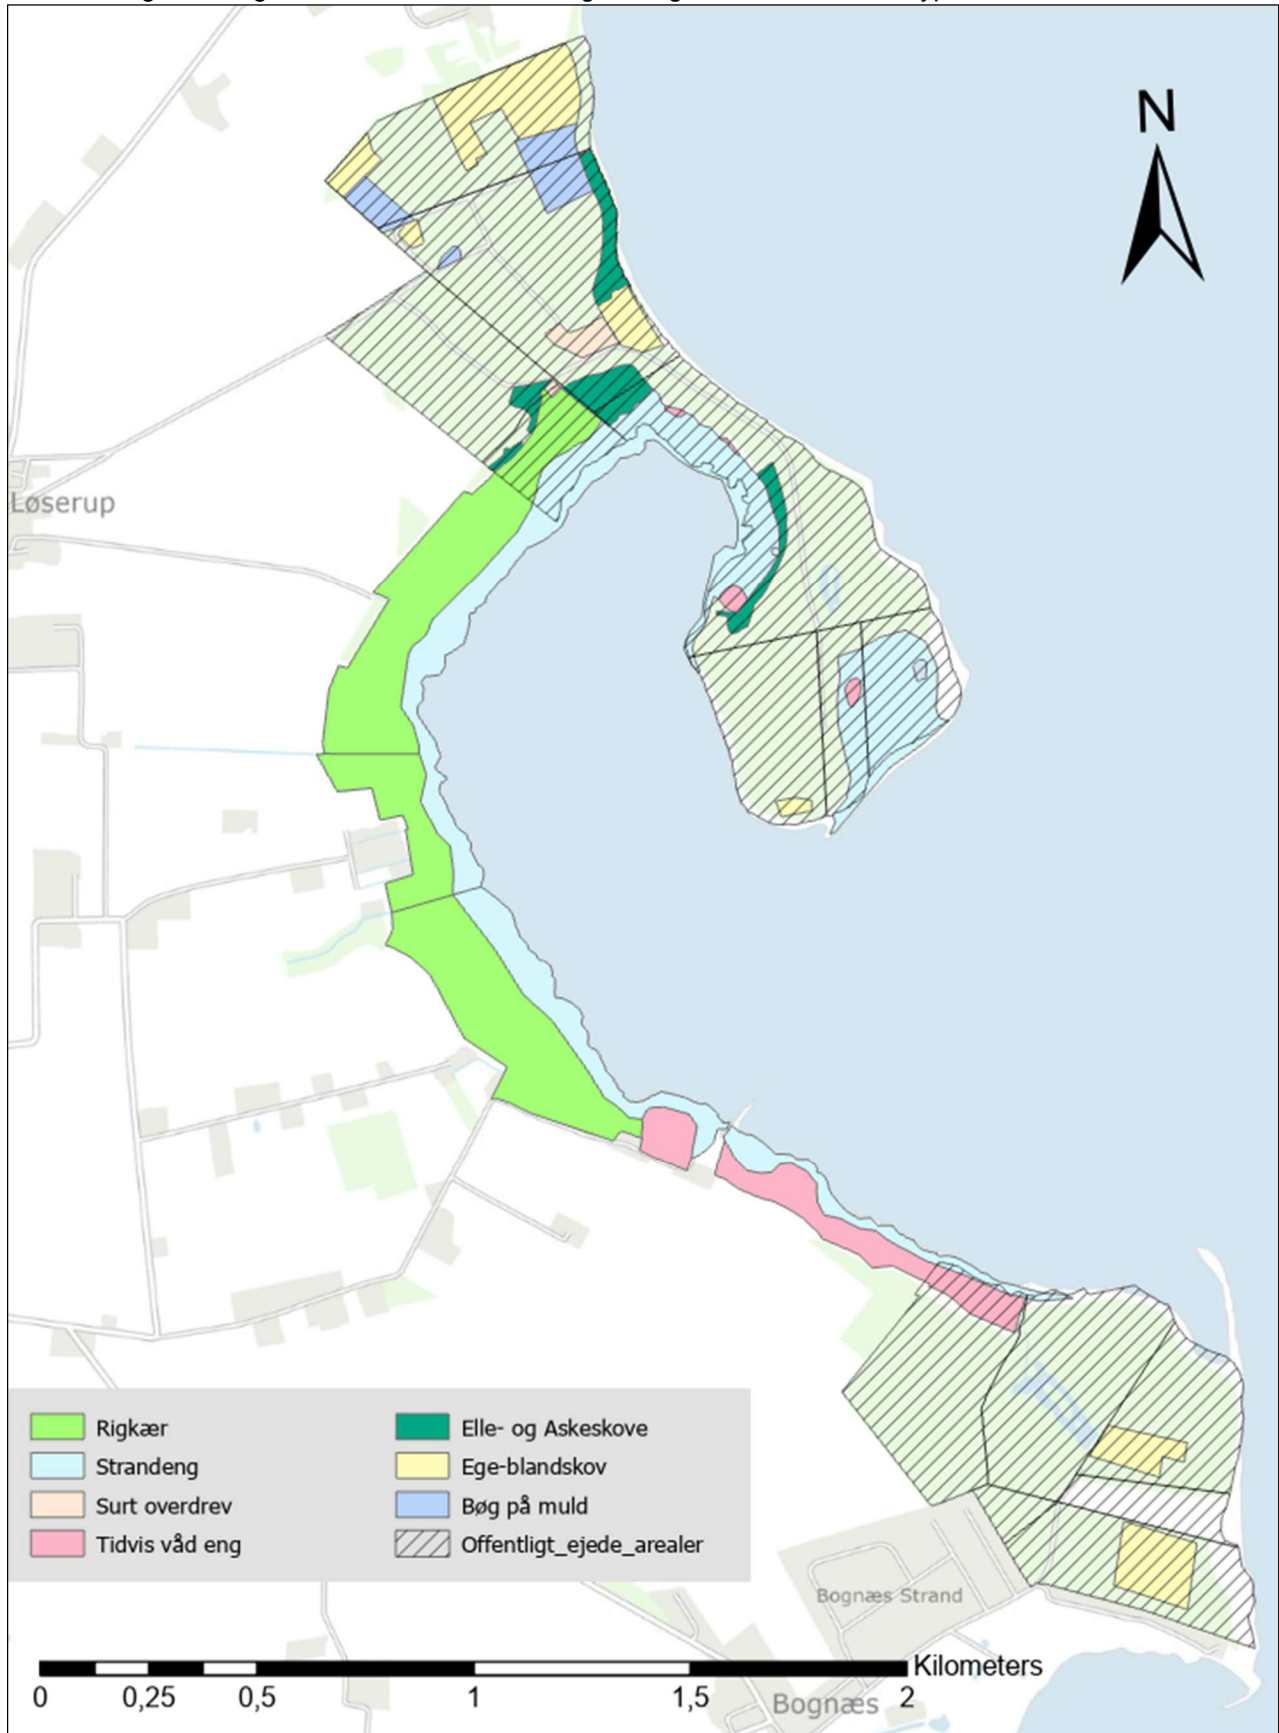 N
Løserup
Rigkær
Strandeng
Surt overdrev
Tidvis våd eng
Elle- og Askeskove
Ege-blandskov
Bøg på muld
Offentligt_ejede_arealer
Bognæs Strand
Kilometers
0 0,25 0,5 1 1,5 2
Bognæs